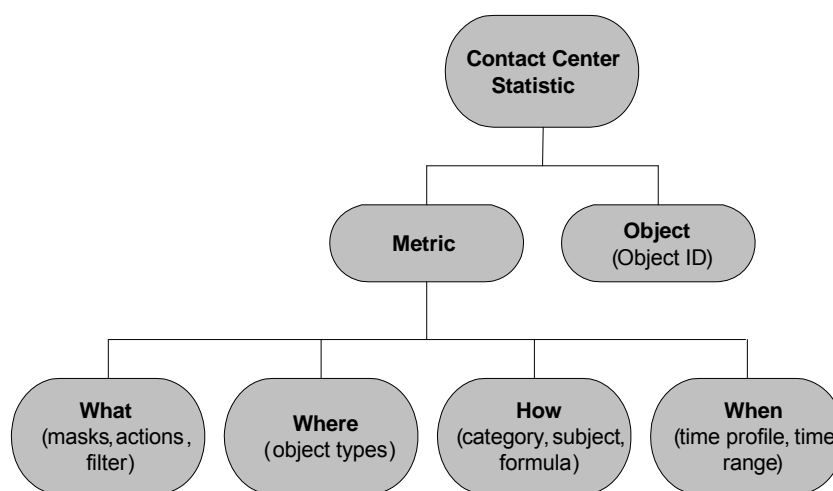 Contact Center
Statistic
Metric
Object
(Object ID)
What
(masks, actions,
filter)
Where
(object types)
How
(category, subject,
formula)
When
(time profile, time
range)